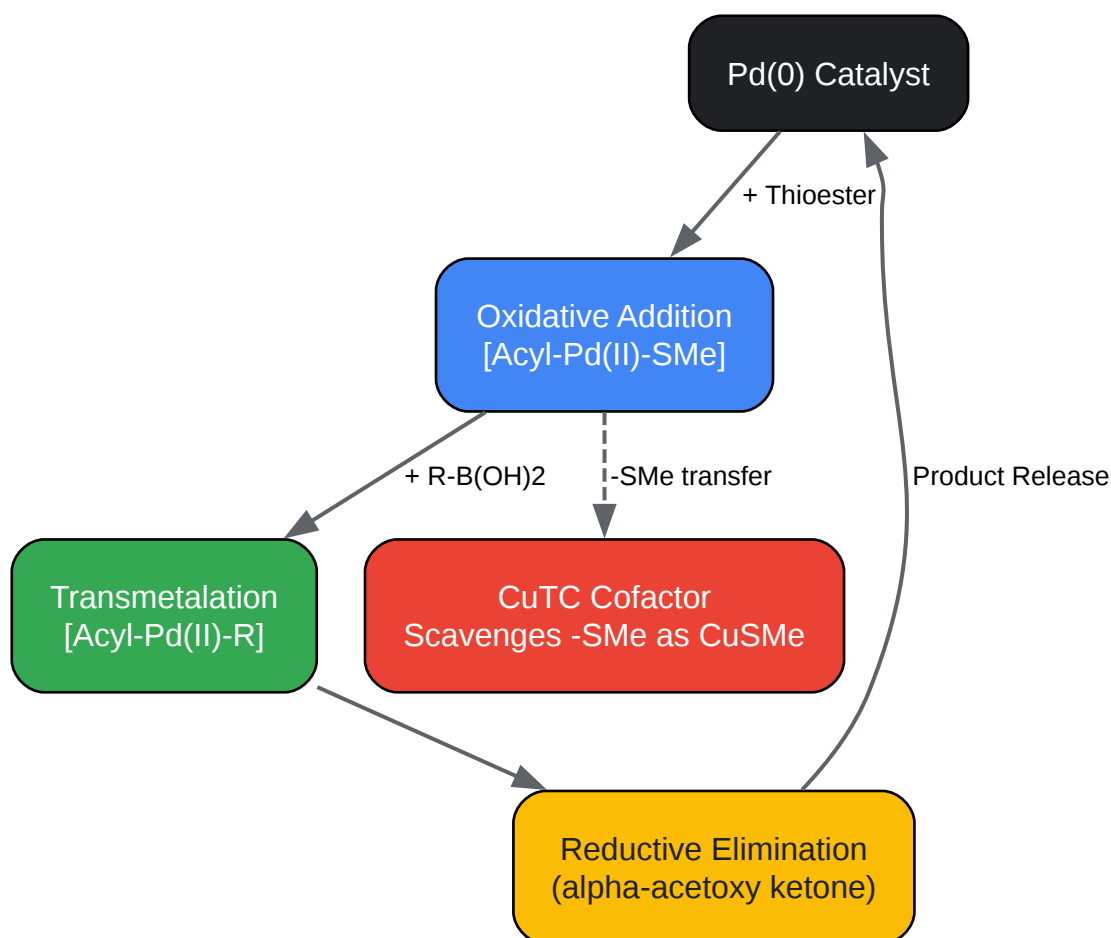 Pd(0) Catalyst
+ Thioester
Oxidative Addition
[Acyl-Pd(II)-SMe]
+ R-B(OH)2
-SMe transfer
Product Release
Transmetalation
[Acyl-Pd(II)-R]
CuTC Cofactor
Scavenges -SMe as CuSMe
Reductive Elimination
(alpha-acetoxy ketone)